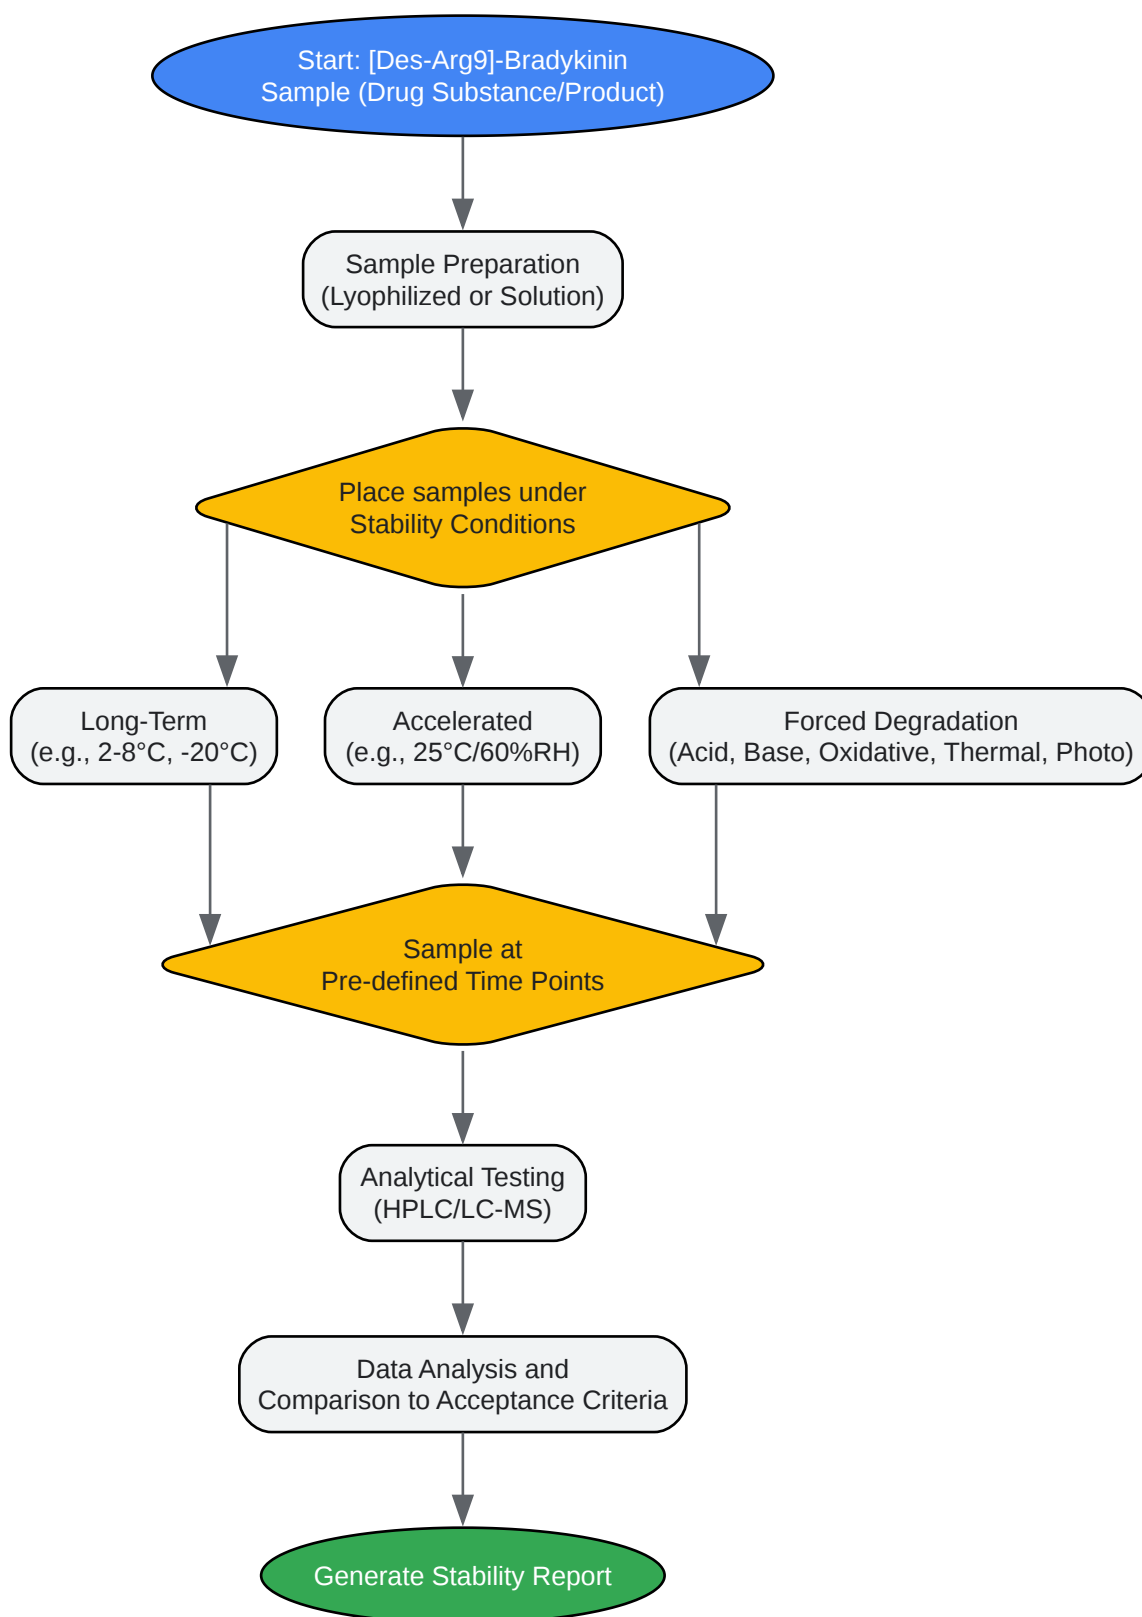 Start: [Des-Arg9]-Bradykinin
Sample (Drug Substance/Product)
Sample Preparation
(Lyophilized or Solution)
Place samples under
Stability Conditions
Long-Term
(e.g., 2-8°C, -20°C)
Accelerated
(e.g., 25°C/60%RH)
Forced Degradation
(Acid, Base, Oxidative, Thermal, Photo)
Sample at
Pre-defined Time Points
Analytical Testing
(HPLC/LC-MS)
Data Analysis and
Comparison to Acceptance Criteria
Generate Stability Report